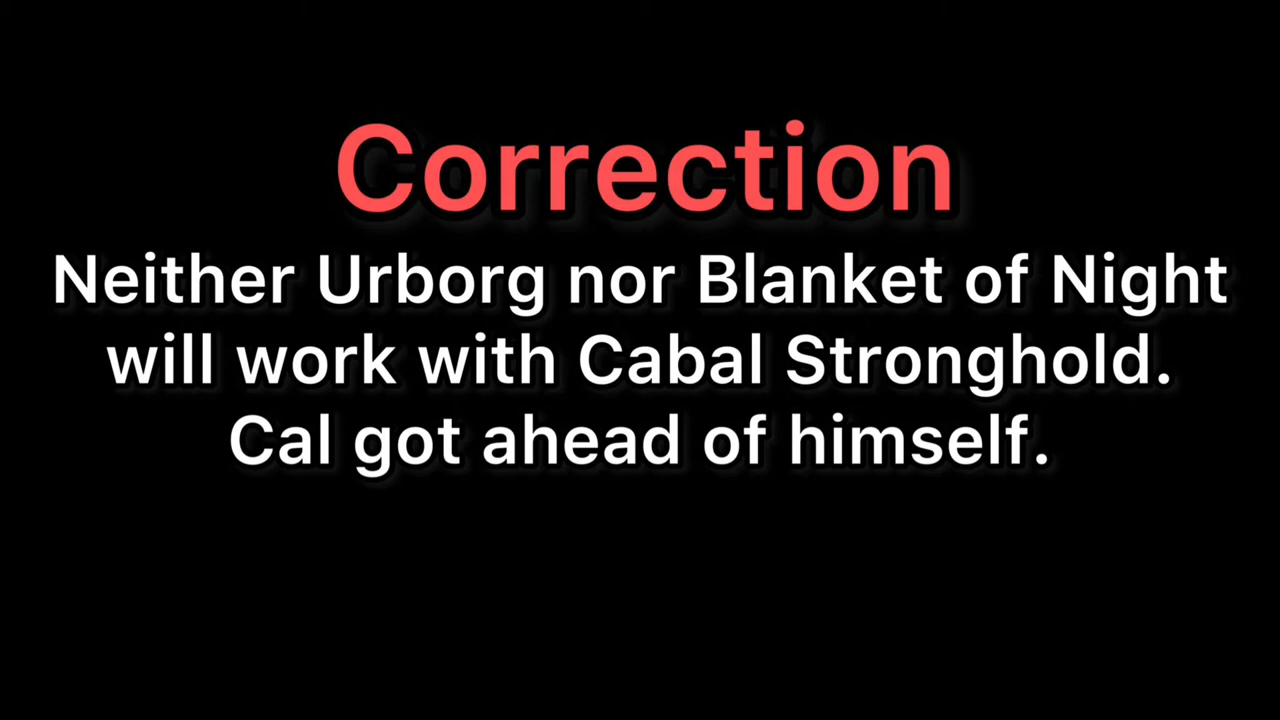 Correction
Neither Urborg nor Blanket of Night
will work with Cabal Stronghold.
Cal got ahead of himself.